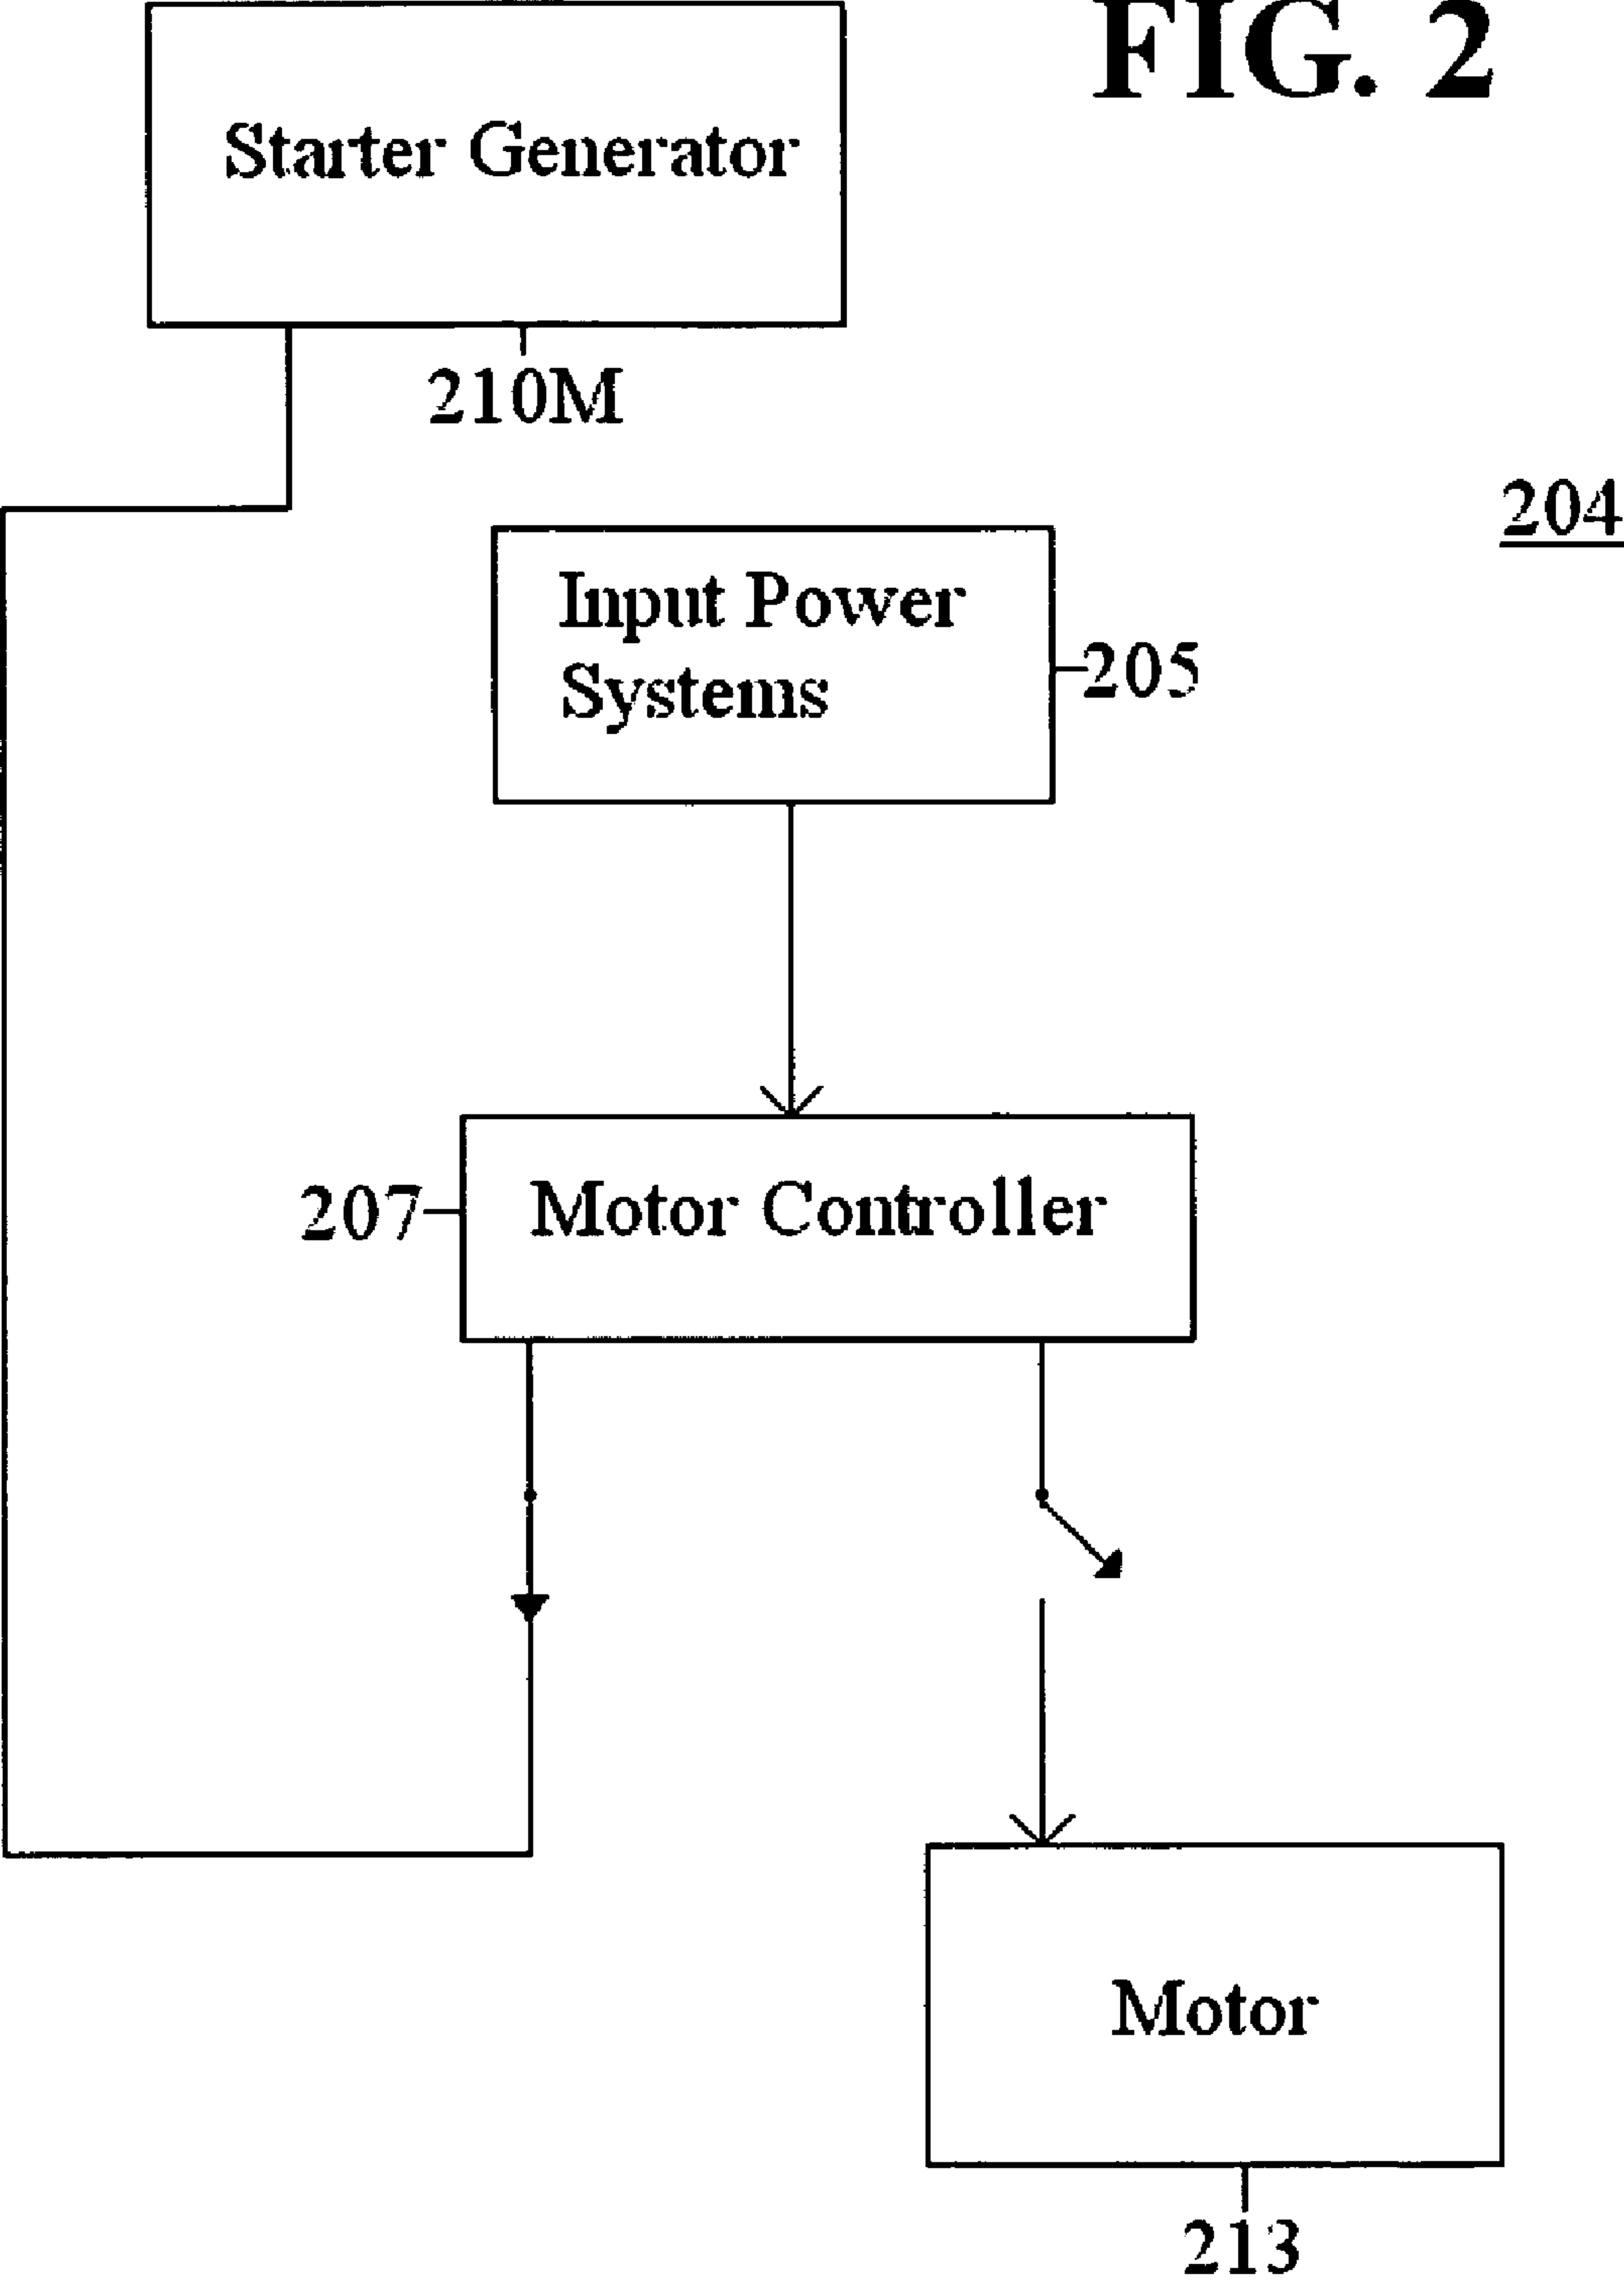 FIG. 2
Starter Generator
210M
204
Input Power
Systems
205
207
Motor Controller
Motor
213